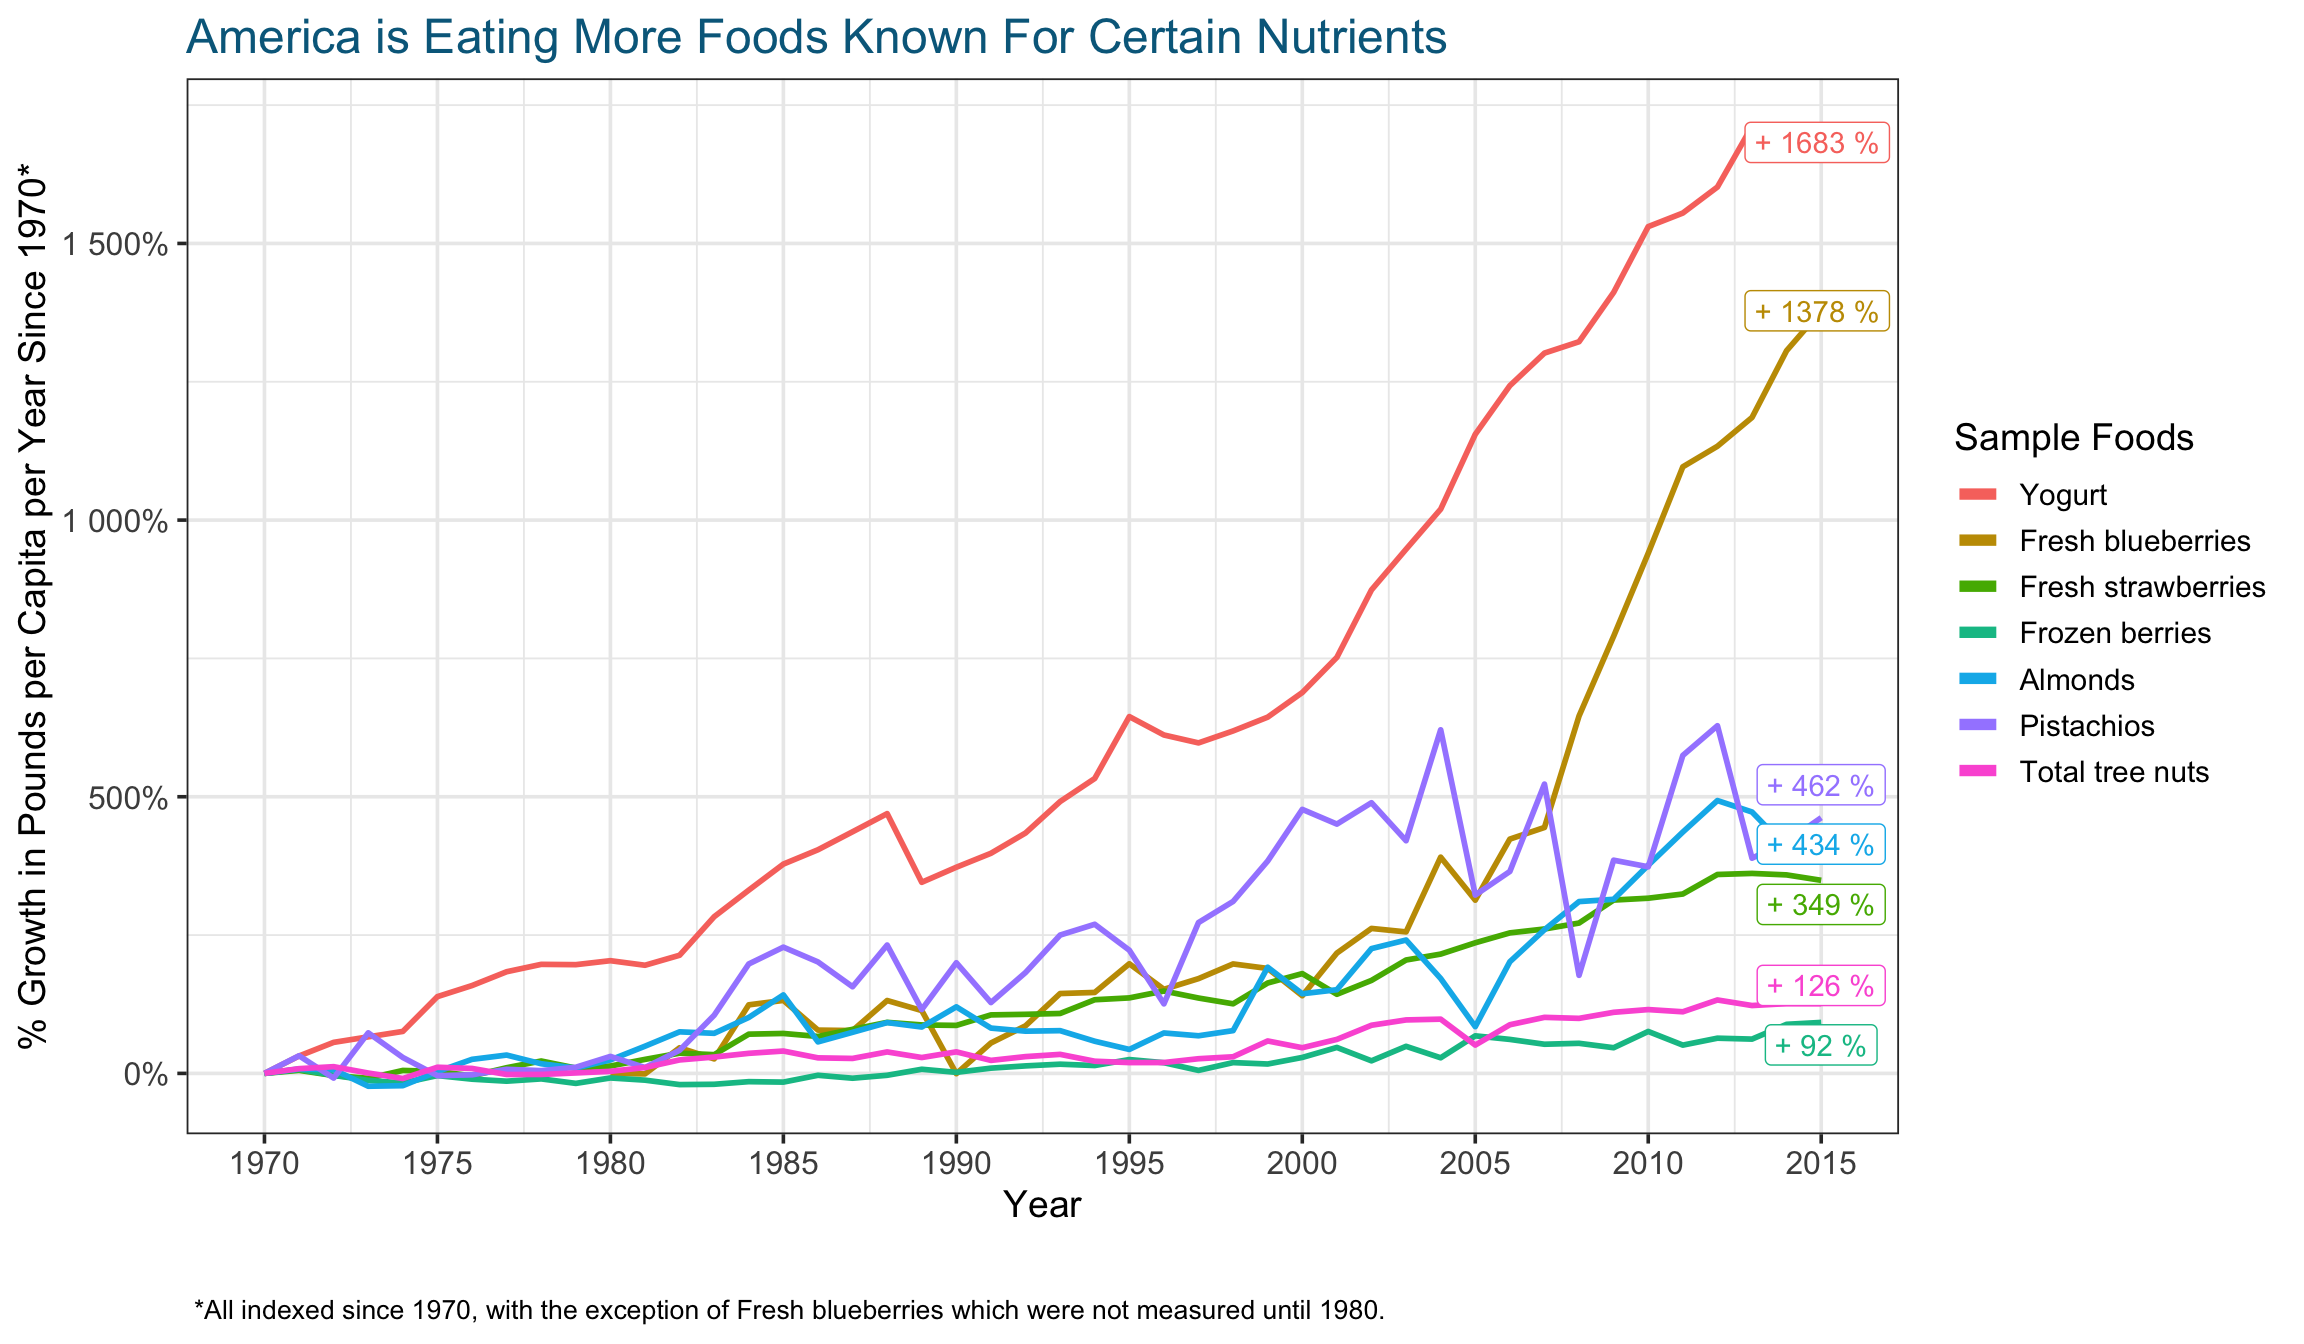 America is Eating More Foods Known For Certain Nutrients
% Growth in Pounds per Capita per Year Since 1970*
1 500%
1 000%
500%
0%
+ 1683 %
+ 1378 %
+ 462 %
+ 434 %
+ 349 %
+ 126 %
+ 92 %
1970 1975 1980 1985 1990 1995 2000 2005 2010 2015
Year
Sample Foods
Yogurt
Fresh blueberries
Fresh strawberries
Frozen berries
Almonds
Pistachios
Total tree nuts
*All indexed since 1970, with the exception of Fresh blueberries which were not measured until 1980.